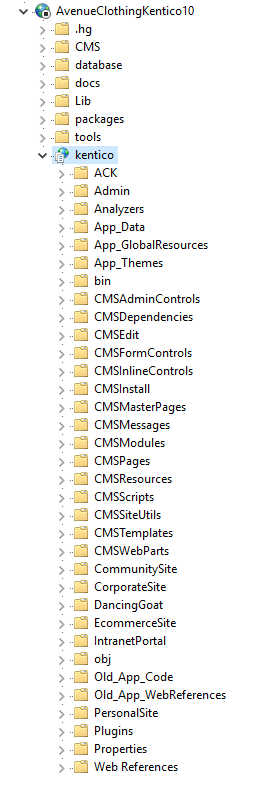 AvenueClothingKentico10
.hg
CMS
database
docs
Lib
packages
tools
kentico
ACK
Admin
Analyzers
App_Data
App_GlobalResources
App_Themes
bin
CMSAdminControls
CMSDependencies
CMSEdit
CMSFormControls
CMSInlineControls
CMSInstall
CMSMasterPages
CMSMessages
CMSModules
CMSPages
CMSResources
CMSScripts
CMSSiteUtils
CMSTemplates
CMSWebParts
CommunitySite
CorporateSite
DancingGoat
EcommerceSite
IntranetPortal
obj
Old_App_Code
Old_App_WebReferences
PersonalSite
Plugins
Properties
Web References